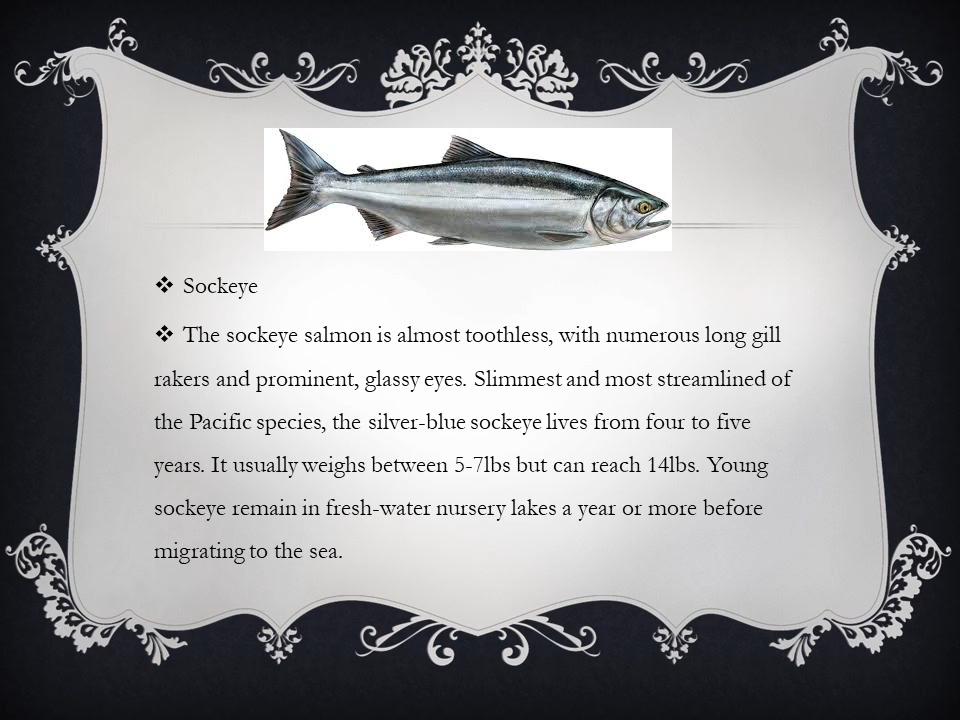 ❖ Sockeye
❖ The sockeye salmon is almost toothless, with numerous long gill
rakers and prominent, glassy eyes. Slimmest and most streamlined of
the Pacific species, the silver-blue sockeye lives from four to five
years. It usually weighs between 5-7lbs but can reach 14lbs. Young
sockeye remain in fresh-water nursery lakes a year or more before
migrating to the sea.